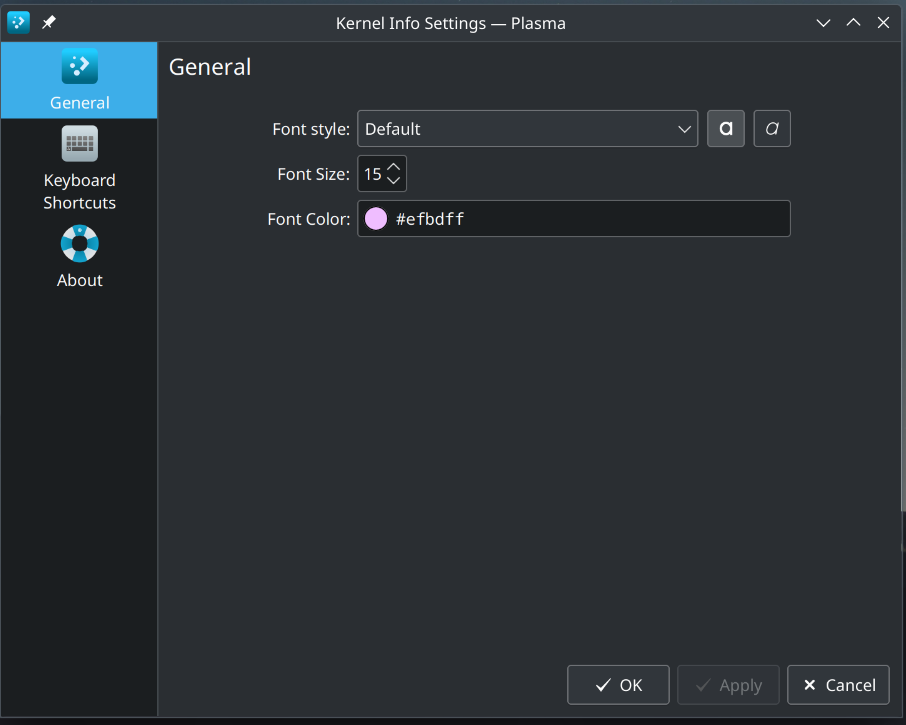 Kernel Info Settings — Plasma
General
Keyboard
Shortcuts
About
General
Font style: Default a a
Font Size: 15
Font Color: #efbdff
OK Apply Cancel